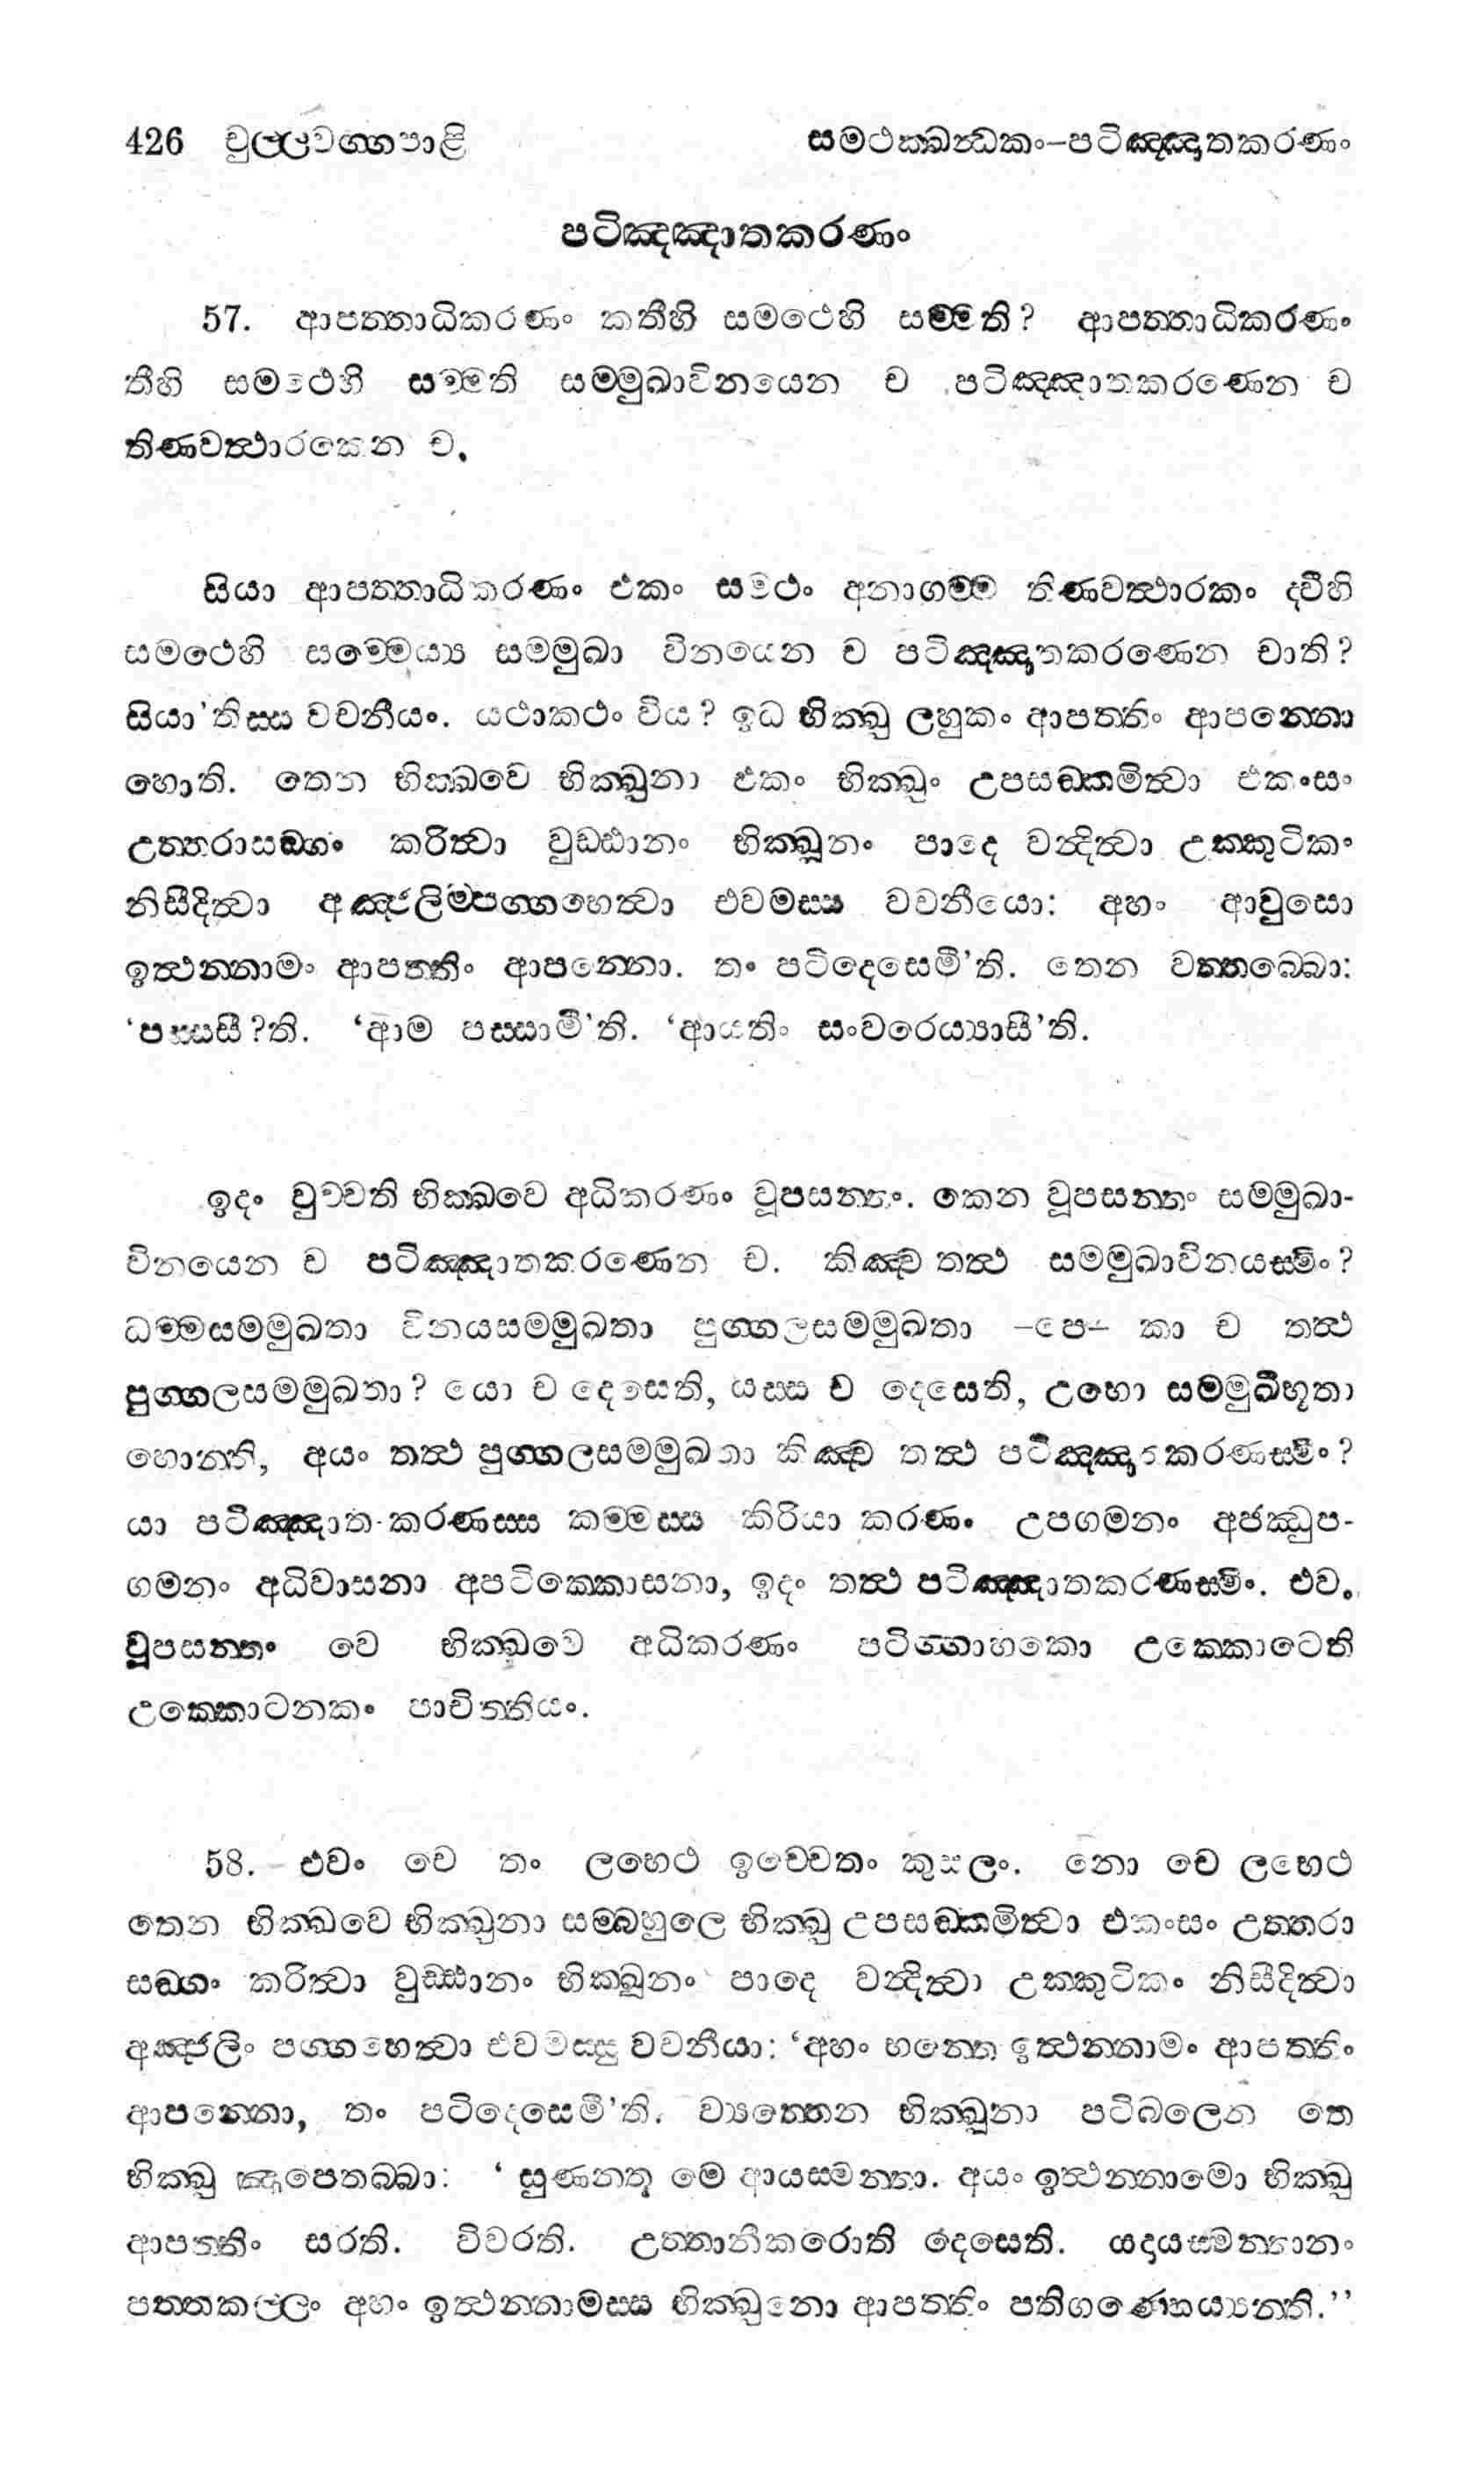 426 චුල්ලවග්ගපාළි සමථක්ඛන්ධකං-පටිඤ්ඤාතකරණං
පටිඤ්ඤාතකරණං
57. ආපත්තාධිකරණං කතීහි සමථෙහි සම්මති? ආපත්තාධිකරණං
තීහි සමථෙහි සම්මති සම්මුඛාවිනයෙන ච පටිඤ්ඤාතකරණෙන ච
තිණවත්ථාරකෙන ච.
සියා ආපත්තාධිකරණං එකං සමථං අනාගම්ම තිණවත්ථාරකං ද්වීහි
සමථෙහි සම්මෙය්‍ය සම්මුඛා විනයෙන ච පටිඤ්ඤාතකරණෙන චාති?
සියා'තිස්ස වචනීයං. යථාකථං විය? ඉධ භික්ඛු ලහුකං ආපත්තිං ආපන්නො
හොති. තෙන භික්ඛවෙ භික්ඛුනා එකං භික්ඛුං උපසඞ්කමිත්වා එකංසං
උත්තරාසඞ්ගං කරිත්වා වුඩ්ඪානං භික්ඛූනං පාදෙ වන්දිත්වා උක්කුටිකං
නිසීදිත්වා අඤ්ජලිම්පග්ගහෙත්වා එවමස්ස වචනීයො: අහං ආවුසො
ඉත්ථන්නාමං ආපත්තිං ආපන්නො. තං පටිදෙසෙමී'ති. තෙන වත්තබ්බො:
'පස්සසී?ති. 'ආම පස්සාමී'ති. 'ආයතිං සංවරෙය්‍යාසී'ති.
ඉදං වුච්චති භික්ඛවෙ අධිකරණං වූපසන්තං. කෙන වූපසන්තං සම්මුඛා-
විනයෙන ච පටිඤ්ඤාතකරණෙන ච. කිඤ්ච තත්ථ සම්මුඛාවිනයස්මිං?
ධම්මසම්මුඛතා විනයසම්මුඛතා පුග්ගලසම්මුඛතා -පෙ- කා ච තත්ථ
පුග්ගලසම්මුඛතා? යො ච දෙසෙති, යස්ස ච දෙසෙති, උභො සම්මුඛීභූතා
හොන්ති, අයං තත්ථ පුග්ගලසම්මුඛතා කිඤ්ච තත්ථ පටිඤ්ඤාතකරණස්මිං?
යා පටිඤ්ඤාත-කරණස්ස කම්මස්ස කිරියා කරණං උපගමනං අජ්ඣුප-
ගමනං අධිවාසනා අපටික්කොසනා, ඉදං තත්ථ පටිඤ්ඤාතකරණස්මිං. එවං
වූපසන්තං චෙ භික්ඛවෙ අධිකරණං පටිග්ගාහකො උක්කොටෙති
උක්කොටනකං පාචිත්තියං.
58. - එවං චෙ තං ලභෙථ ඉච්චෙතං කුසලං. නො චෙ ලභෙථ
තෙන භික්ඛවෙ භික්ඛුනා සම්බහුලෙ භික්ඛු උපසඞ්කමිත්වා එකංසං උත්තරා
සඞ්ගං කරිත්වා වුඩ්ඪානං භික්ඛූනං පාදෙ වන්දිත්වා උක්කුටිකං නිසීදිත්වා
අඤ්ජලිං පග්ගහෙත්වා එවමස්සු වචනීයා: 'අහං භන්තෙ ඉත්ථන්නාමං ආපත්තිං
ආපන්නො, තං පටිදෙසෙමී'ති. ව්‍යත්තෙන භික්ඛුනා පටිබලෙන තෙ
භික්ඛු ඤාපෙතබ්බා: ' සුණන්තු මෙ ආයස්මන්තා. අයං ඉත්ථන්නාමො භික්ඛු
ආපත්තිං සරති. විවරති. උත්තානීකරොති දෙසෙති. යදායස්මන්තානං
පත්තකල්ලං අහං ඉත්ථන්නාමස්ස භික්ඛුනො ආපත්තිං පතිගණ්හෙය්‍යන්ති.''